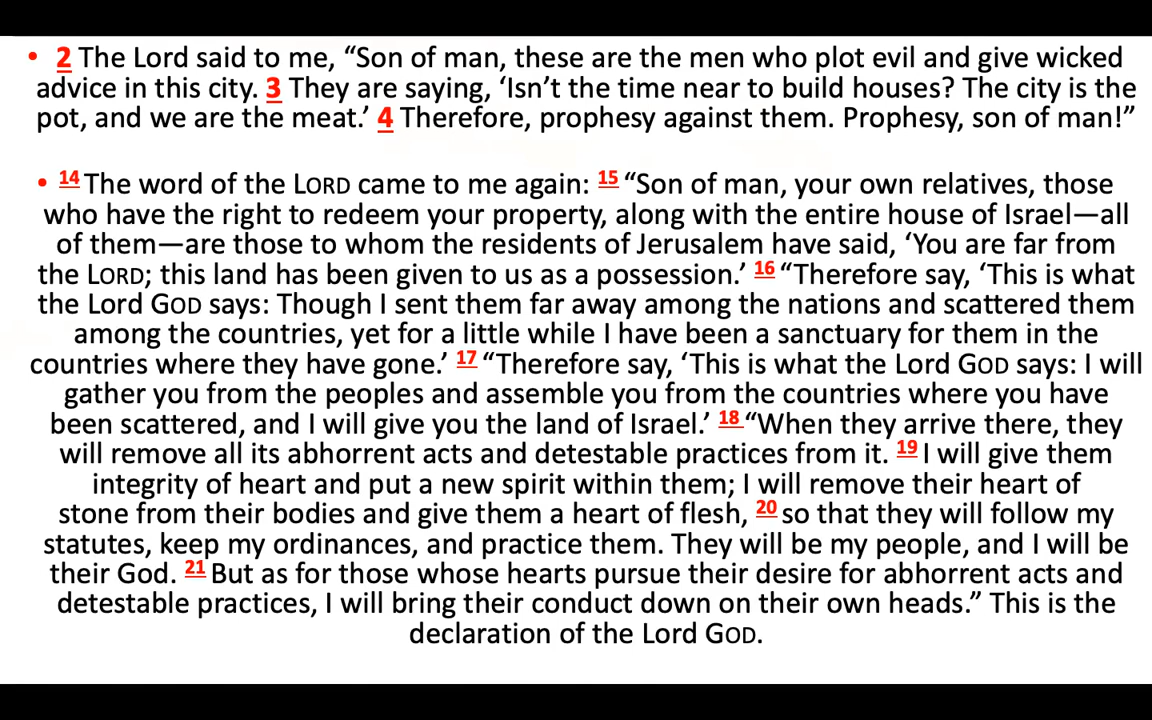 • 2 The Lord said to me, “Son of man, these are the men who plot evil and give wicked
advice in this city. 3 They are saying, ‘Isn’t the time near to build houses? The city is the
pot, and we are the meat.’ 4 Therefore, prophesy against them. Prophesy, son of man!”
• 14 The word of the LORD came to me again: 15 “Son of man, your own relatives, those
who have the right to redeem your property, along with the entire house of Israel—all
of them—are those to whom the residents of Jerusalem have said, ‘You are far from
the LORD; this land has been given to us as a possession.’ 16 “Therefore say, ‘This is what
the Lord GOD says: Though I sent them far away among the nations and scattered them
among the countries, yet for a little while I have been a sanctuary for them in the
countries where they have gone.’ 17 “Therefore say, ‘This is what the Lord GOD says: I will
gather you from the peoples and assemble you from the countries where you have
been scattered, and I will give you the land of Israel.’ 18 “When they arrive there, they
will remove all its abhorrent acts and detestable practices from it. 19 I will give them
integrity of heart and put a new spirit within them; I will remove their heart of
stone from their bodies and give them a heart of flesh, 20 so that they will follow my
statutes, keep my ordinances, and practice them. They will be my people, and I will be
their God. 21 But as for those whose hearts pursue their desire for abhorrent acts and
detestable practices, I will bring their conduct down on their own heads.” This is the
declaration of the Lord GOD.